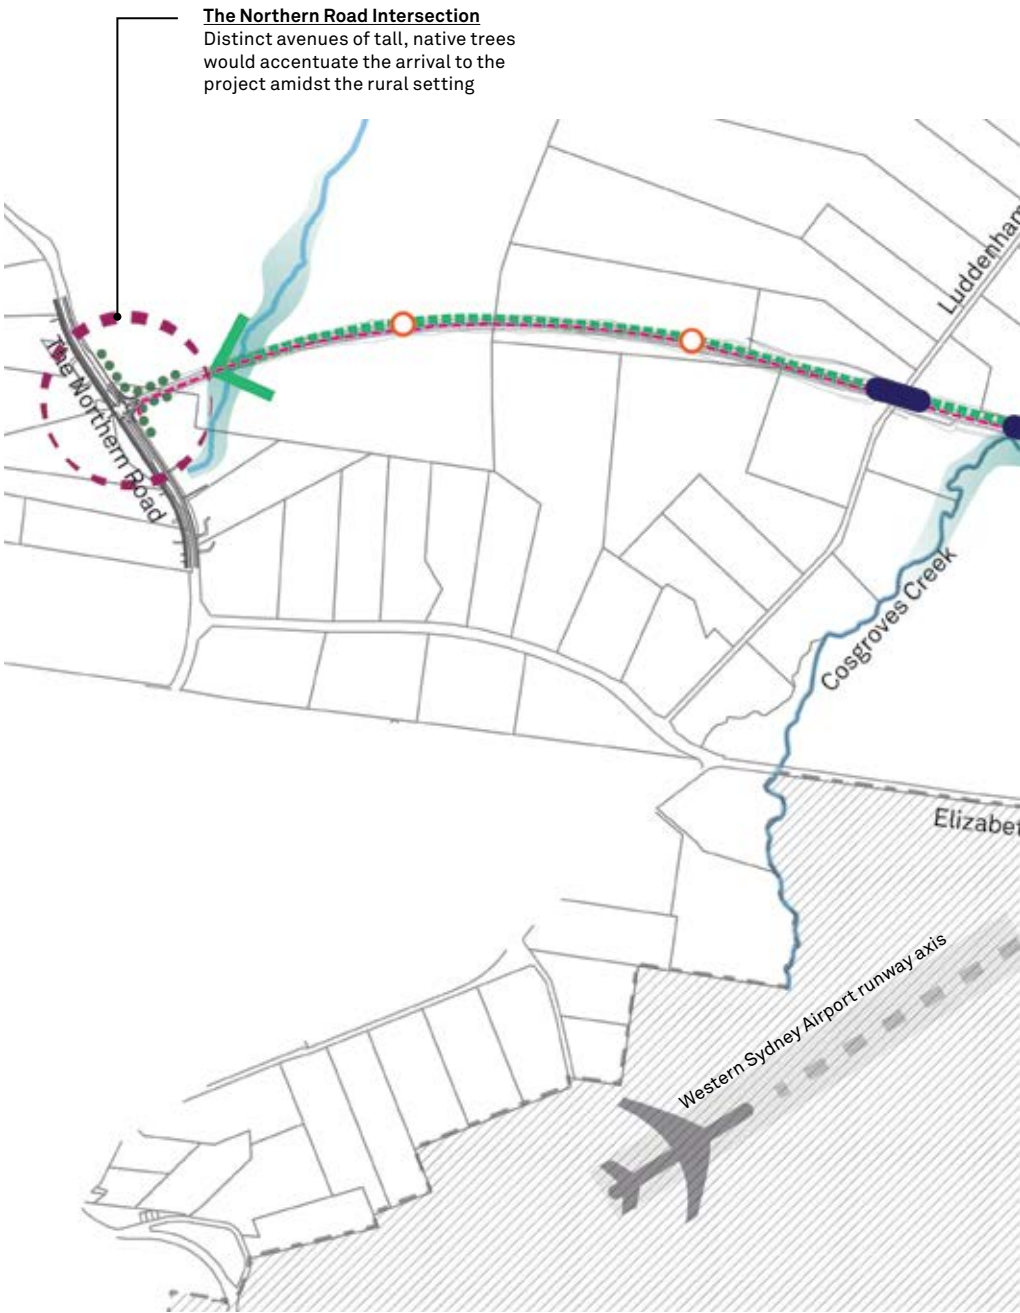 The Northern Road Intersection
Distinct avenues of tall, native trees
would accentuate the arrival to the
project amidst the rural setting
Luddenham
The Northern Road
Cosgroves Creek
Elizabet
Western Sydney Airport runway axis